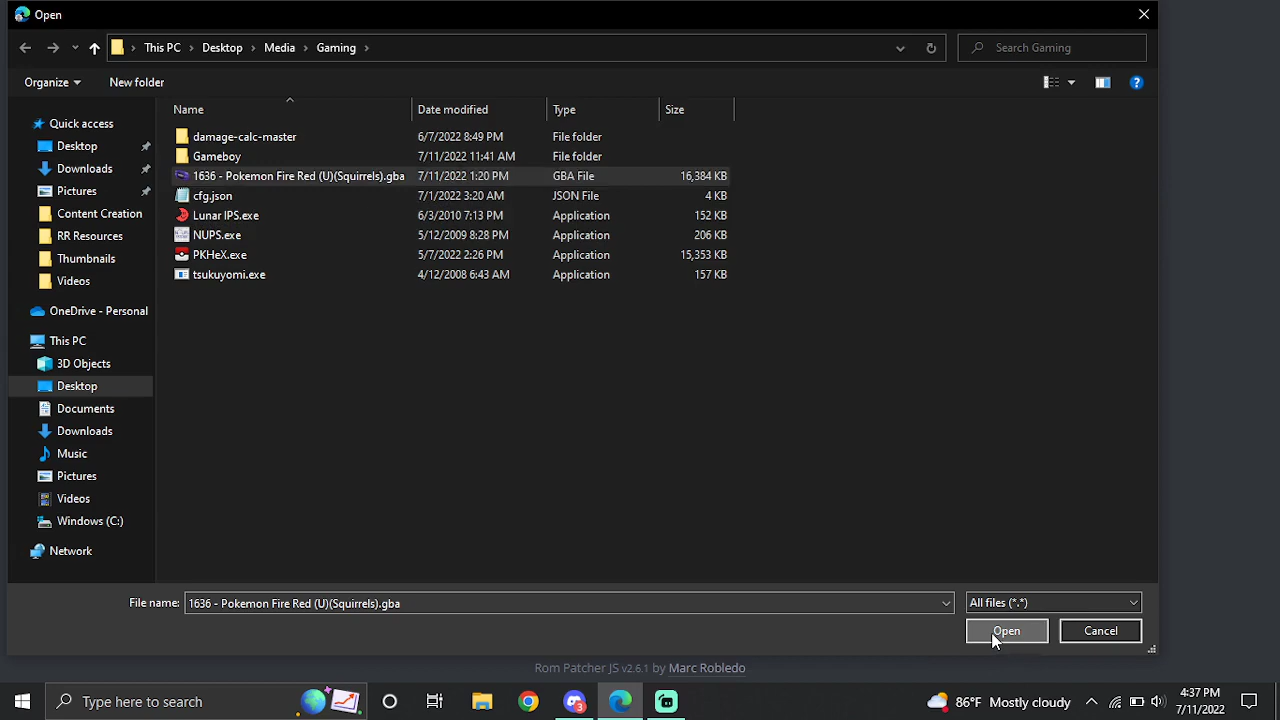 Open
This PC Desktop Media Gaming
Search Gaming
Organize New folder
Name Date modified Type Size
damage-calc-master 6/7/2022 8:49 PM File folder
Gameboy 7/11/2022 11:41 AM File folder
1636 - Pokemon Fire Red (U)(Squirrels).gba 7/11/2022 1:20 PM GBA File 16,384 KB
cfg.json 7/1/2022 3:20 AM JSON File 4 KB
Lunar IPS.exe 6/3/2010 7:13 PM Application 152 KB
NUPS.exe 5/12/2009 8:28 PM Application 206 KB
PKHeX.exe 5/7/2022 2:26 PM Application 15,353 KB
tsukuyomi.exe 4/12/2008 6:43 AM Application 157 KB
Quick access
Desktop
Downloads
Pictures
Content Creation
RR Resources
Thumbnails
Videos
OneDrive - Personal
This PC
3D Objects
Desktop
Documents
Downloads
Music
Pictures
Videos
Windows (C:)
Network
File name: 1636 - Pokemon Fire Red (U)(Squirrels).gba All files (*.*)
Open Cancel
Rom Patcher JS v2.6.1 by Marc Robledo
Type here to search
3
86°F Mostly cloudy
4:37 PM
7/11/2022